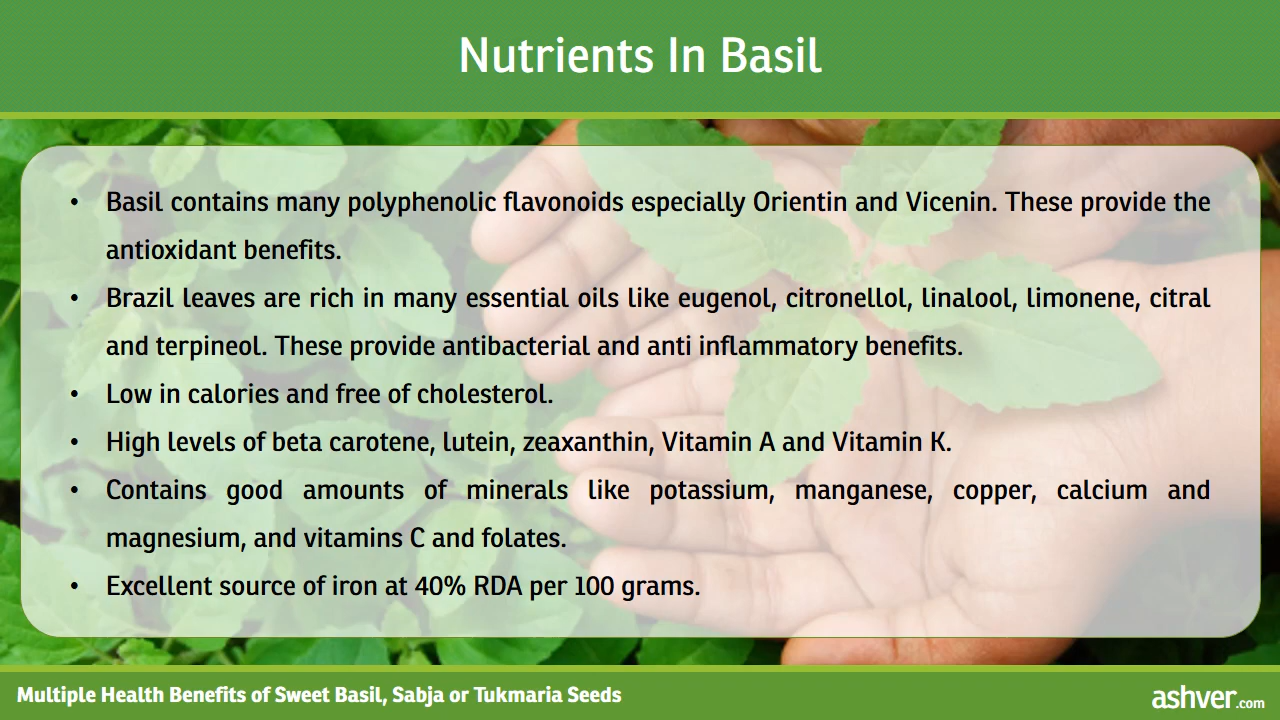 Nutrients In Basil
• Basil contains many polyphenolic flavonoids especially Orientin and Vicenin. These provide the
antioxidant benefits.
• Brazil leaves are rich in many essential oils like eugenol, citronellol, linalool, limonene, citral
and terpineol. These provide antibacterial and anti inflammatory benefits.
• Low in calories and free of cholesterol.
• High levels of beta carotene, lutein, zeaxanthin, Vitamin A and Vitamin K.
• Contains good amounts of minerals like potassium, manganese, copper, calcium and
magnesium, and vitamins C and folates.
• Excellent source of iron at 40% RDA per 100 grams.
Multiple Health Benefits of Sweet Basil, Sabja or Tukmaria Seeds
ashver.com